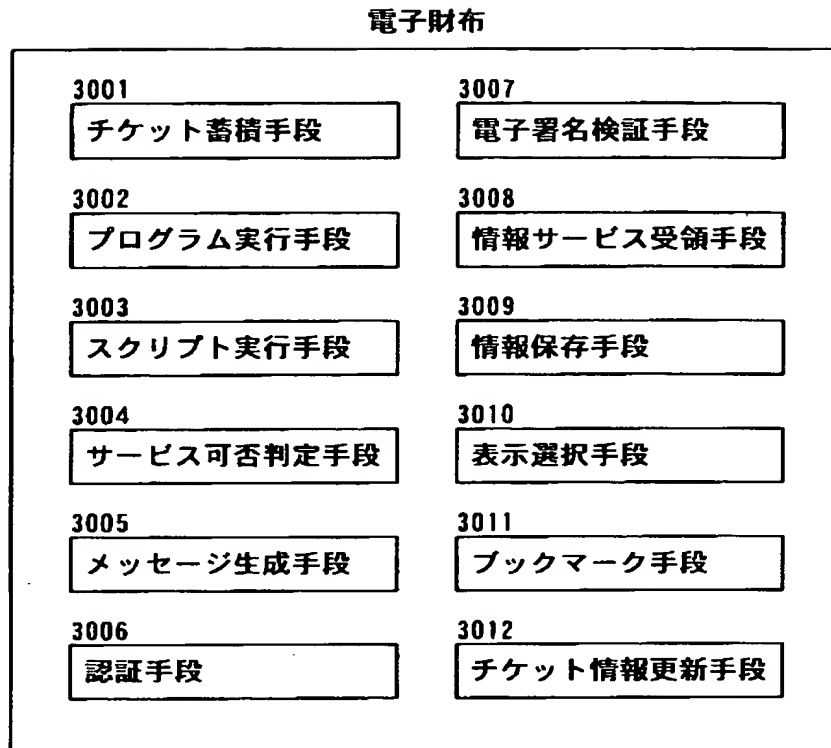 電子財布
3001
チケット蓄積手段
3002
プログラム実行手段
3003
スクリプト実行手段
3004
サービス可否判定手段
3005
メッセージ生成手段
3006
認証手段
3007
電子署名検証手段
3008
情報サービス受領手段
3009
情報保存手段
3010
表示選択手段
3011
ブックマーク手段
3012
チケット情報更新手段